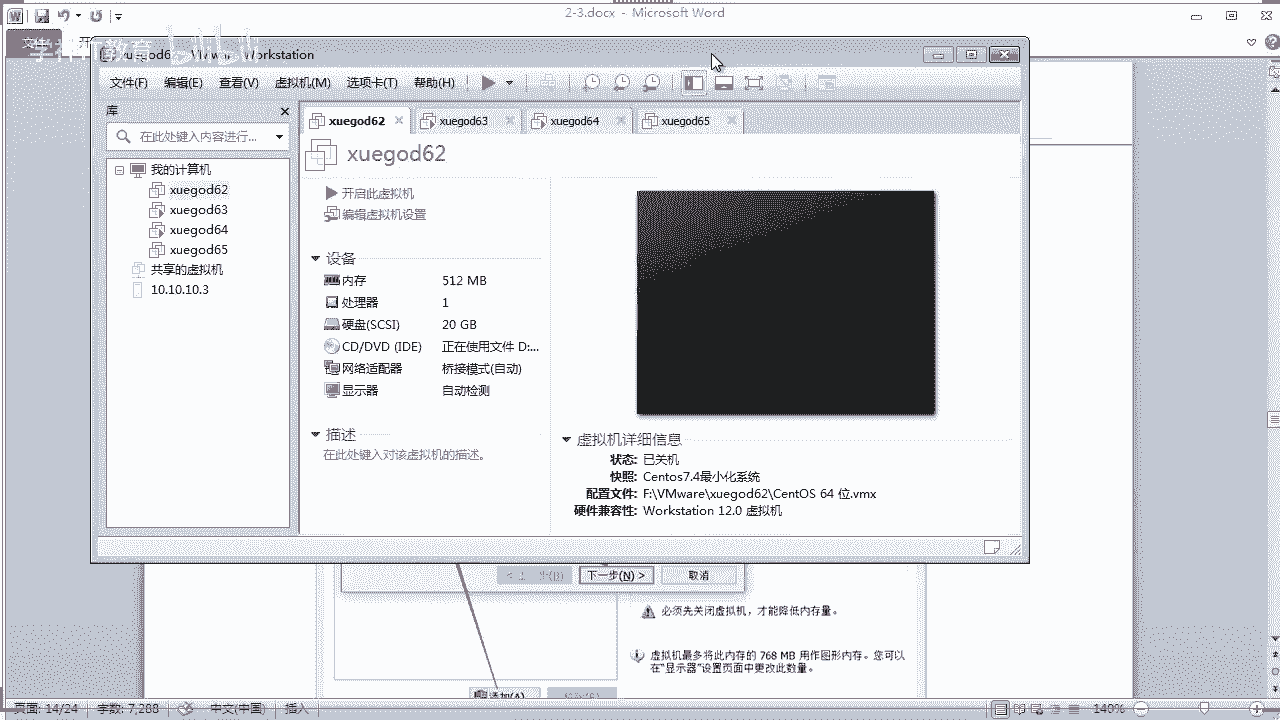 2-3.docx - Microsoft Word
学神IT教育 bilibili
Workstation
文件(F) 编辑(E) 查看(V) 虚拟机(M) 选项卡(T) 帮助(H)
库
在此处键入内容进行...
我的计算机
xuegod62
xuegod63
xuegod64
xuegod65
共享的虚拟机
10.10.10.3
xuegod62 xuegod63 xuegod64 xuegod65
xuegod62
开启此虚拟机
编辑虚拟机设置
设备
内存 512 MB
处理器 1
硬盘(SCSI) 20 GB
CD/DVD (IDE) 正在使用文件 D:...
网络适配器 桥接模式(自动)
显示器 自动检测
描述
在此处键入对该虚拟机的描述。
虚拟机详细信息
状态: 已关机
快照: Centos7.4最小化系统
配置文件: F:\VMware\xuegod62\CentOS 64 位.vmx
硬件兼容性: Workstation 12.0 虚拟机
下一步(N) > 取消
必须先关闭虚拟机，才能降低内存量。
虚拟机最多将此内存的 768 MB 用作图形内存。您可以
在“显示器”设置页面中更改此数量。
添加(A)
页面: 14/24 字数: 7,288 中文(中国) 插入 140%